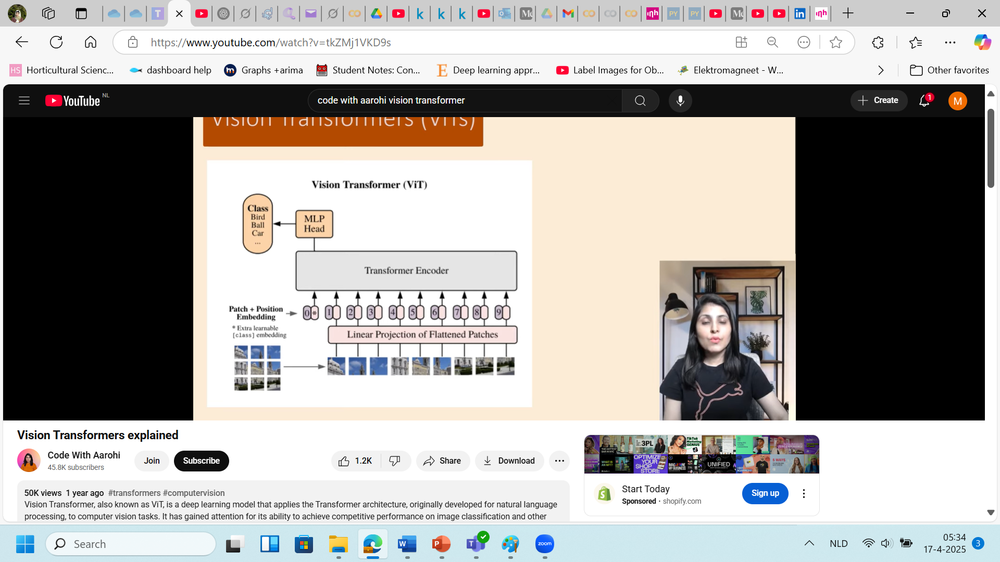 https://www.youtube.com/watch?v=tkZMj1VKD9s
HS Horticultural Scienc...
dashboard help
m Graphs +arima
Student Notes: Con...
E Deep learning appr...
Label Images for Ob...
Elektromagneet - W...
Other favorites
YouTube NL
code with aarohi vision transformer
Create
1
M
Vision Transformers (ViTs)
Vision Transformer (ViT)
Class
Bird
Ball
Car
...
MLP
Head
Transformer Encoder
Patch + Position
Embedding
0 * 1 2 3 4 5 6 7 8 9
* Extra learnable
[class] embedding
Linear Projection of Flattened Patches
Vision Transformers explained
Code With Aarohi
45.8K subscribers
Join
Subscribe
1.2K
Share
Download
50K views 1 year ago #transformers #computervision
Vision Transformer, also known as ViT, is a deep learning model that applies the Transformer architecture, originally developed for natural language
processing, to computer vision tasks. It has gained attention for its ability to achieve competitive performance on image classification and other
3PL
TikTok
Marketing
GENIUS
OPTIMIZE
YOUR
SHOP
STORE
UNIFIED
5 WAYS
Start Today
Sponsored · shopify.com
Sign up
Search
zoom
NLD
05:34
17-4-2025
3